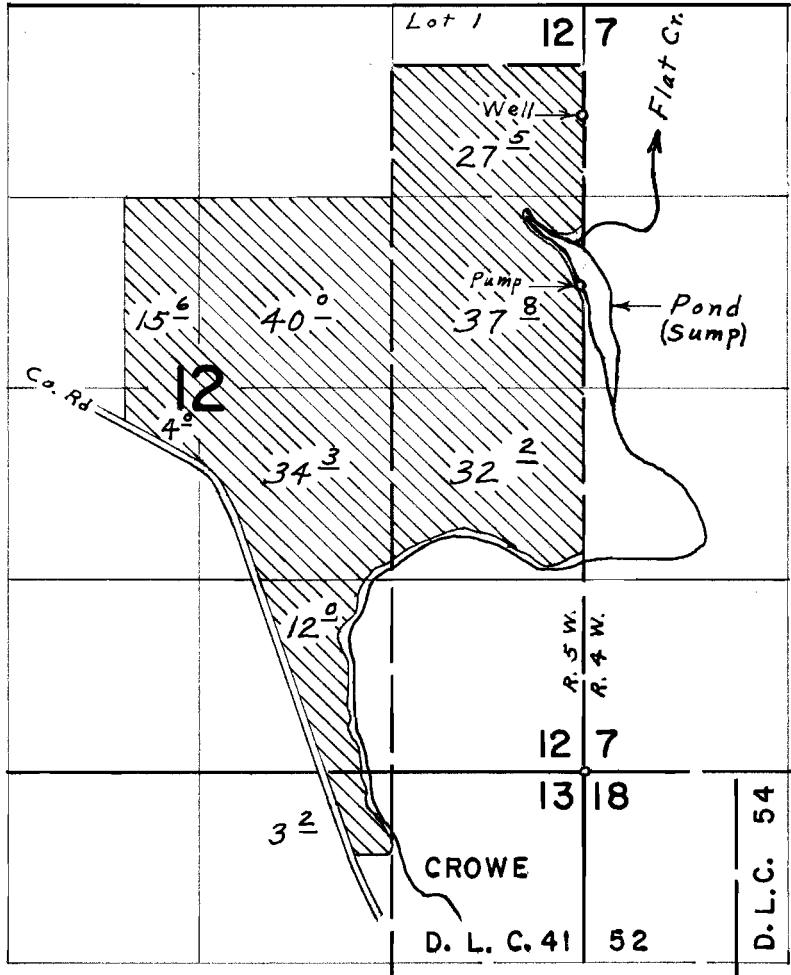 Lot 1
12 7
Flat Cr.
Well
27 5
Pump
15 6
40 0
37 8
Pond
(Sump)
Co. Rd
12
4 0
34 3
32 2
12 0
R. 5 W.
R. 4 W.
12 7
13 18
3 2
CROWE
D. L. C. 41 52
D. L. C. 54